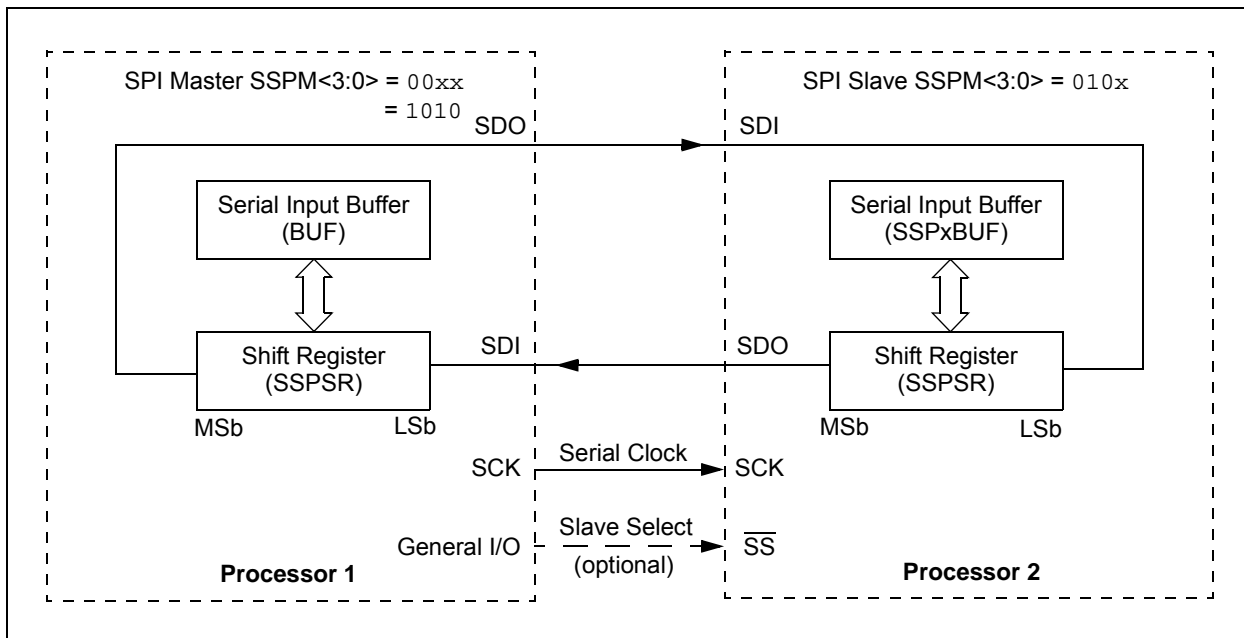 SPI Master SSPM<3:0> = 00xx
= 1010
SDO
Serial Input Buffer
(BUF)
Shift Register
(SSPSR)
MSb
LSb
SDI
SCK
General I/O
Processor 1
Serial Clock
Slave Select
(optional)
SPI Slave SSPM<3:0> = 010x
SDI
Serial Input Buffer
(SSPxBUF)
SDO
Shift Register
(SSPSR)
MSb
LSb
SCK
S̅S̅
Processor 2